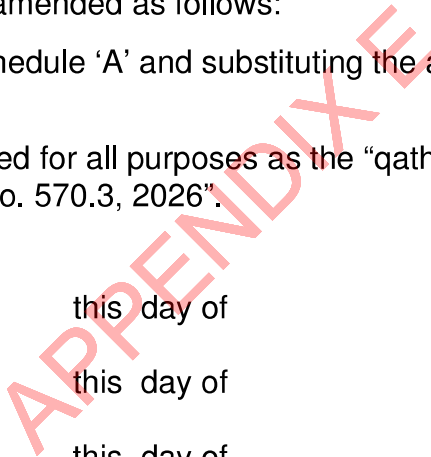 amended as follows:
hedule ‘A’ and substituting the a
ed for all purposes as the “qath
o. 570.3, 2026”.
this day of
this day of
this day of
APPENDIX E